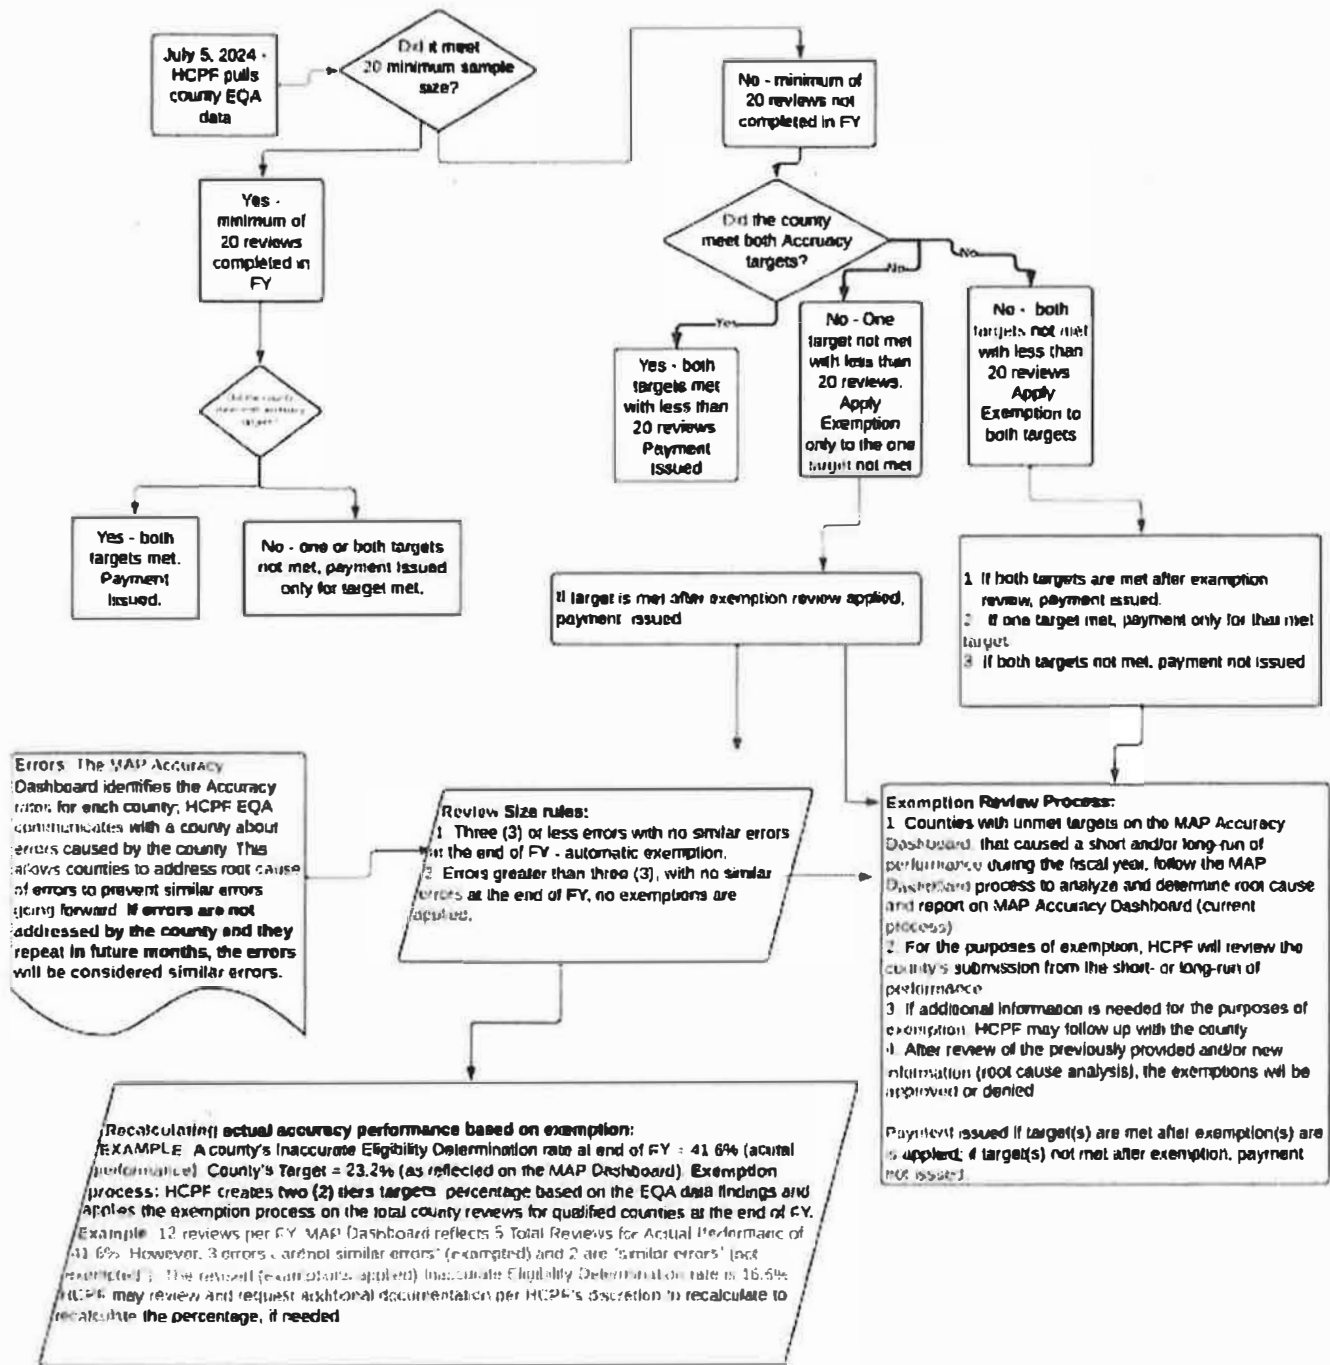 July 5, 2024 -
HCPF pulls
county EQA
data
Did it meet
20 minimum sample
size?
No - minimum of
20 reviews not
completed in FY
Yes -
minimum of
20 reviews
completed in
FY
Did the county
meet both Accruacy
targets?
No
No
Yes
Did the county
meet both accuracy
targets?
Yes - both
targets met
with less than
20 reviews
Payment
Issued
No - One
target not met
with less than
20 reviews.
Apply
Exemption
only to the one
target not met
No - both
targets not met
with less than
20 reviews
Apply
Exemption to
both targets
Yes - both
targets met.
Payment
Issued.
No - one or both targets
not met, payment issued
only for target met.
If target is met after exemption review applied,
payment issued
1 If both targets are met after exemption
review, payment issued.
2 If one target met, payment only for that met
target
3 If both targets not met, payment not issued
Errors: The MAP Accuracy
Dashboard identifies the Accuracy
rates for each county; HCPF EQA
communicates with a county about
errors caused by the county. This
allows counties to address root cause
of errors to prevent similar errors
going forward. If errors are not
addressed by the county and they
repeat in future months, the errors
will be considered similar errors.
Review Size rules:
1. Three (3) or less errors with no similar errors
at the end of FY - automatic exemption.
2. Errors greater than three (3), with no similar
errors at the end of FY, no exemptions are
applied.
Exemption Review Process:
1 Counties with unmet targets on the MAP Accuracy
Dashboard, that caused a short and/or long-run of
performance during the fiscal year, follow the MAP
Dashboard process to analyze and determine root cause
and report on MAP Accuracy Dashboard (current
process)
2. For the purposes of exemption, HCPF will review the
county's submission from the short- or long-run of
performance
3. If additional information is needed for the purposes of
exemption, HCPF may follow up with the county
4. After review of the previously provided and/or new
information (root cause analysis), the exemptions will be
approved or denied
Payment issued if target(s) are met after exemption(s) are
is applied; if target(s) not met after exemption, payment
not issued.
Recalculating actual accuracy performance based on exemption:
EXAMPLE: A county's Inaccurate Eligibility Determination rate at end of FY = 41.6% (acutal
performance). County's Target = 23.2% (as reflected on the MAP Dashboard). Exemption
process: HCPF creates two (2) tiers targets percentage based on the EQA data findings and
applies the exemption process on the total county reviews for qualified counties at the end of FY.
Example: 12 reviews per FY. MAP Dashboard reflects 5 Total Reviews for Actual Performanc of
41.6%. However, 3 errors similar errors" (exampted) and 2 are "similar errors" (not
exempted"). The revised (exemptions applied) Inaccurate Eligibility Determination rate is 16.6%
HCPF may review and request additional documentation per HCPF's discretion to recalculate to
recalculate the percentage, if needed